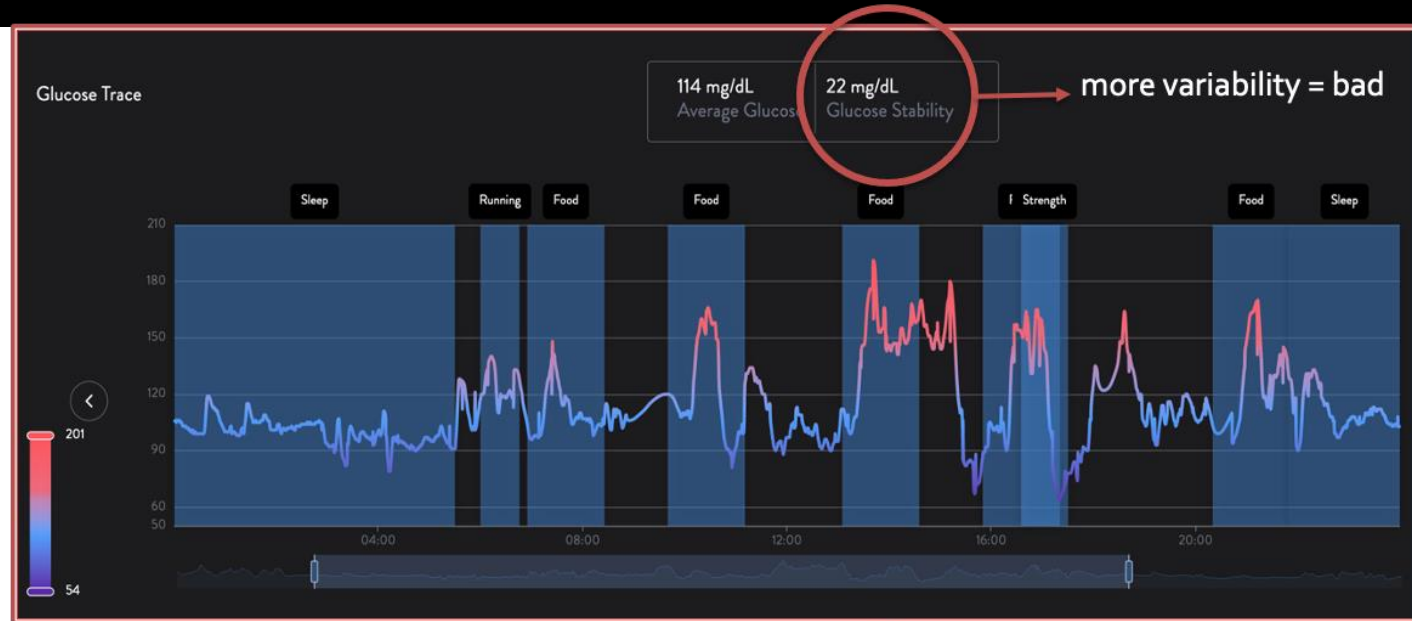 more variability = bad
Glucose Trace
114 mg/dL
Average Glucose
22 mg/dL
Glucose Stability
Sleep
Running
Food
Food
Food
Strength
Food
Sleep
210
180
150
120
90
60
50
04:00
08:00
12:00
16:00
20:00
201
54